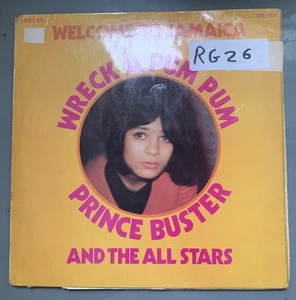 WELCOME TO JAMAICA
RG26
WRECK A PUM PUM
PRINCE BUSTER
AND THE ALL STARS